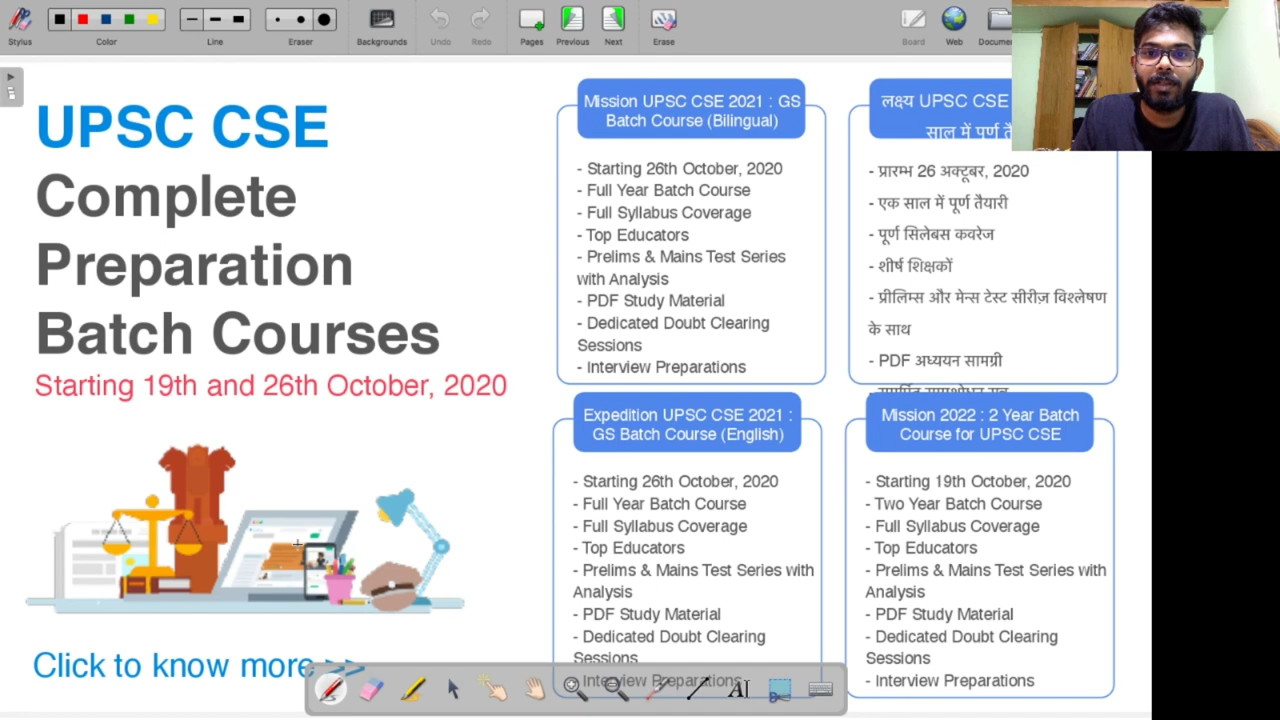 Stylus
Color
Line
Eraser
Backgrounds
Undo
Redo
Pages
Previous
Next
Erase
Board
Web
UPSC CSE
Complete
Preparation
Batch Courses
Starting 19th and 26th October, 2020
Click to know more >>
Mission UPSC CSE 2021 : GS
Batch Course (Bilingual)
- Starting 26th October, 2020
- Full Year Batch Course
- Full Syllabus Coverage
- Top Educators
- Prelims & Mains Test Series
with Analysis
- PDF Study Material
- Dedicated Doubt Clearing
Sessions
- Interview Preparations
लक्ष्य UPSC CSE
साल में पूर्ण
- प्रारम्भ 26 अक्टूबर, 2020
- एक साल में पूर्ण तैयारी
- पूर्ण सिलेबस कवरेज
- शीर्ष शिक्षकों
- प्रीलिम्स और मेन्स टेस्ट सीरीज़ विश्लेषण
के साथ
- PDF अध्ययन सामग्री
Expedition UPSC CSE 2021 :
GS Batch Course (English)
- Starting 26th October, 2020
- Full Year Batch Course
- Full Syllabus Coverage
- Top Educators
- Prelims & Mains Test Series with
Analysis
- PDF Study Material
- Dedicated Doubt Clearing
Sessions
- Interview Preparations
Mission 2022 : 2 Year Batch
Course for UPSC CSE
- Starting 19th October, 2020
- Two Year Batch Course
- Full Syllabus Coverage
- Top Educators
- Prelims & Mains Test Series with
Analysis
- PDF Study Material
- Dedicated Doubt Clearing
Sessions
- Interview Preparations